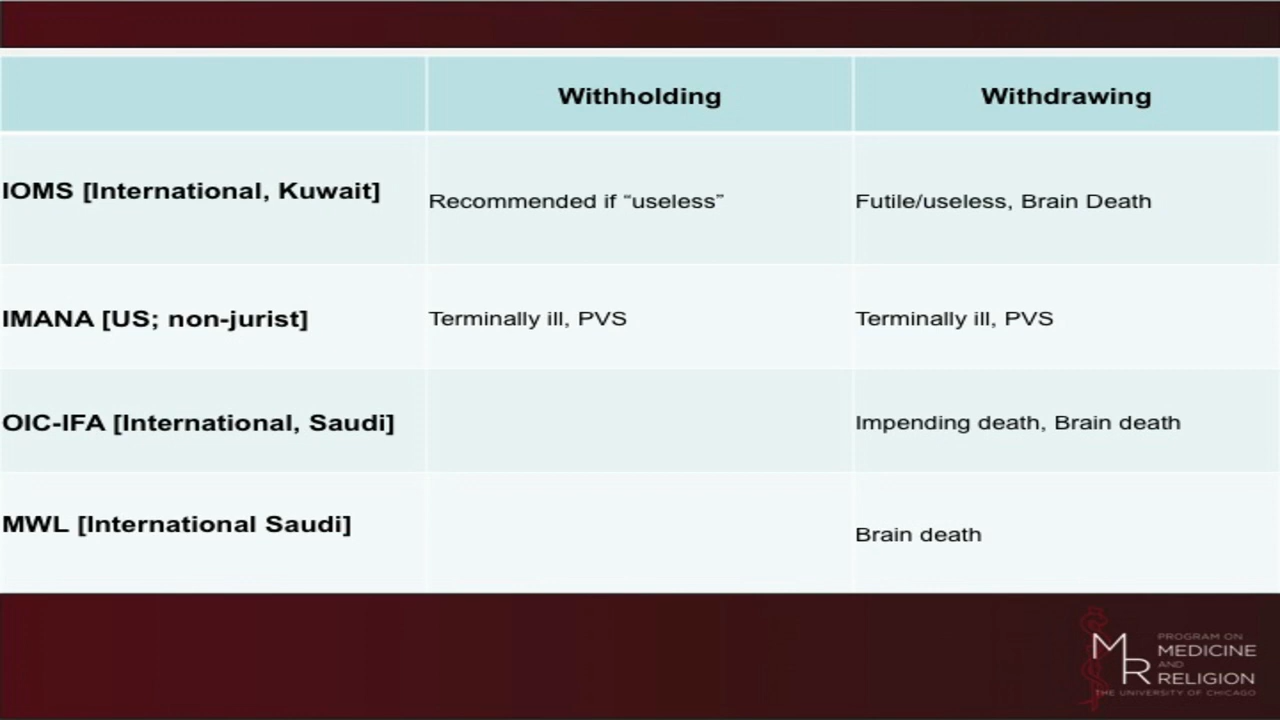 Withholding Withdrawing
IOMS [International, Kuwait] Recommended if “useless” Futile/useless, Brain Death
IMANA [US; non-jurist] Terminally ill, PVS Terminally ill, PVS
OIC-IFA [International, Saudi] Impending death, Brain death
MWL [International Saudi] Brain death
MR
PROGRAM ON
MEDICINE
AND
RELIGION
THE UNIVERSITY OF CHICAGO